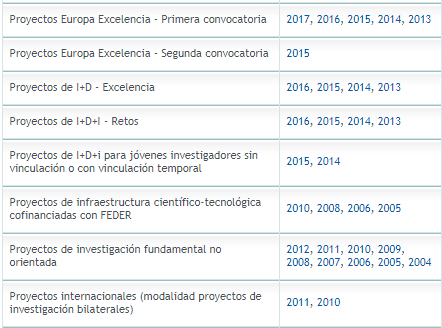 Proyectos Europa Excelencia - Primera convocatoria
2017, 2016, 2015, 2014, 2013
Proyectos Europa Excelencia - Segunda convocatoria
2015
Proyectos de I+D - Excelencia
2016, 2015, 2014, 2013
Proyectos de I+D+I - Retos
2016, 2015, 2014, 2013
Proyectos de I+D+i para jóvenes investigadores sin
vinculación o con vinculación temporal
2015, 2014
Proyectos de infraestructura científico-tecnológica
cofinanciadas con FEDER
2010, 2008, 2006, 2005
Proyectos de investigación fundamental no
orientada
2012, 2011, 2010, 2009,
2008, 2007, 2006, 2005, 2004
Proyectos internacionales (modalidad proyectos de
investigación bilaterales)
2011, 2010